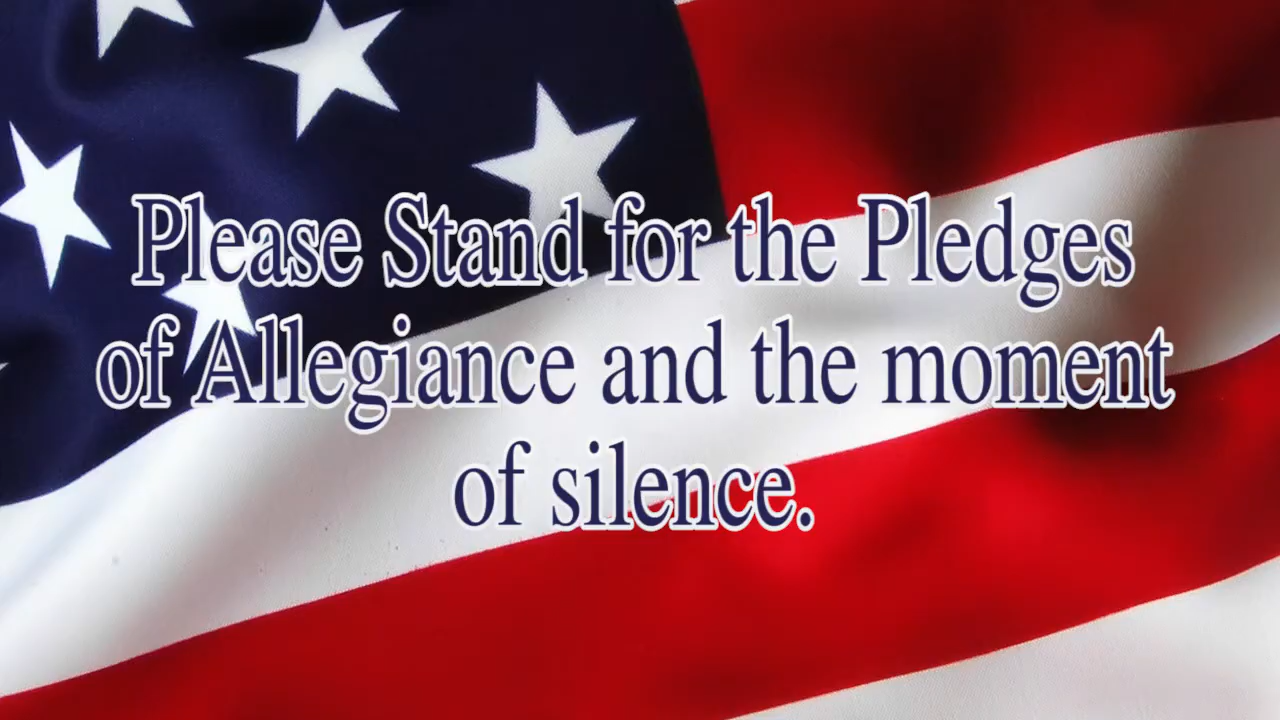 Please Stand for the Pledges
of Allegiance and the moment
of silence.